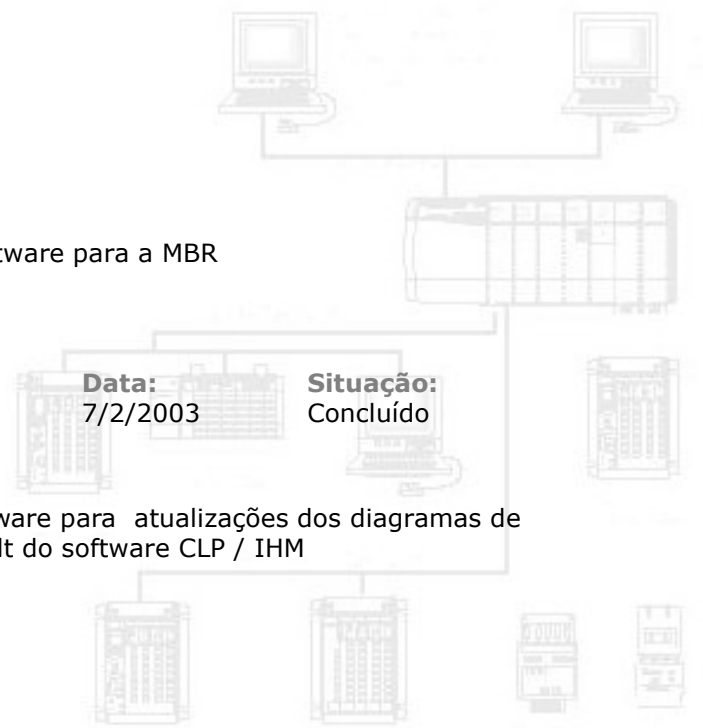 tware para a MBR
Data: Situação:
7/2/2003 Concluído
ware para atualizações dos diagramas de
lt do software CLP / IHM